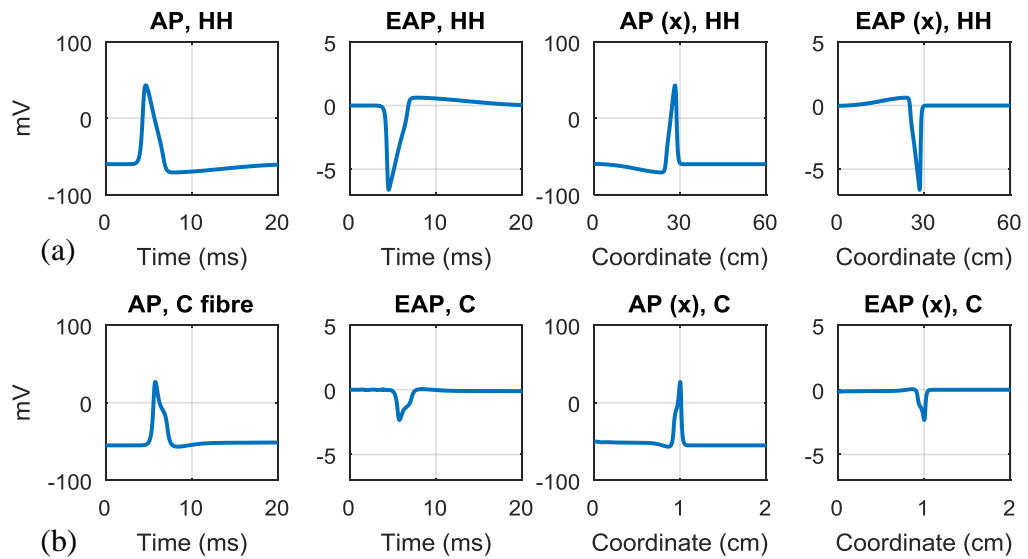 AP, HH EAP, HH AP (x), HH EAP (x), HH
100 5 100 5
mV 0 0 0 0
-100 -5 -100 -5
0 10 20 0 10 20 0 30 60 0 30 60
(a) Time (ms) Time (ms) Coordinate (cm) Coordinate (cm)
AP, C fibre EAP, C AP (x), C EAP (x), C
100 5 100 5
mV 0 0 0 0
-100 -5 -100 -5
0 10 20 0 10 20 0 1 2 0 1 2
(b) Time (ms) Time (ms) Coordinate (cm) Coordinate (cm)